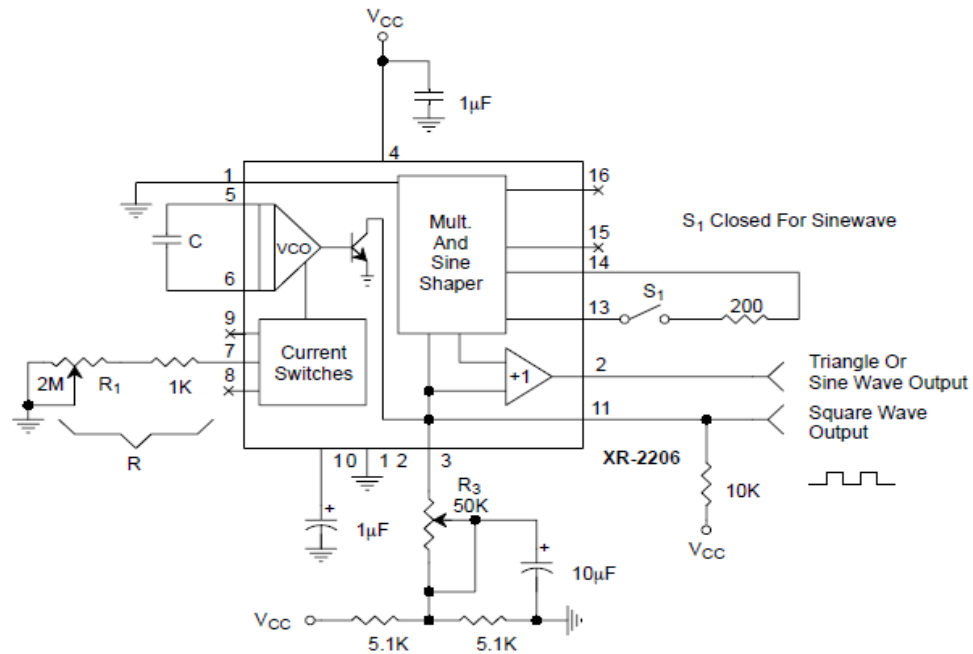 VCC
1µF
4
1
16
5
Mult.
And
Sine
Shaper
S1 Closed For Sinewave
C
VCO
15
14
6
13
S1
200
9
Current
Switches
7
8
2M
R1
1K
+1
2
Triangle Or
Sine Wave Output
11
Square Wave
Output
R
10
1 2
3
XR-2206
R3
50K
10K
+
1µF
VCC
+
10µF
VCC
5.1K
5.1K